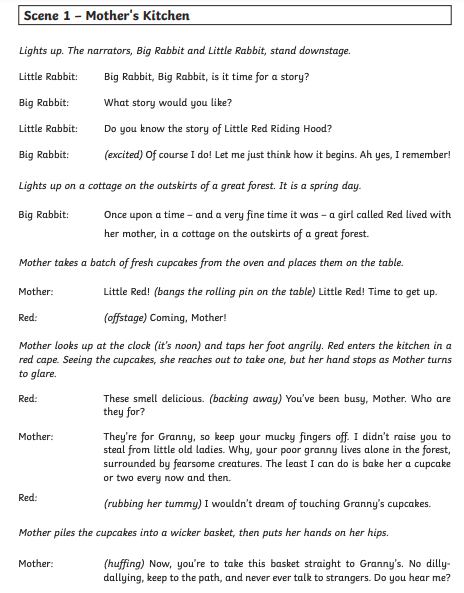 Scene 1 – Mother's Kitchen
Lights up. The narrators, Big Rabbit and Little Rabbit, stand downstage.
Little Rabbit: Big Rabbit, Big Rabbit, is it time for a story?
Big Rabbit: What story would you like?
Little Rabbit: Do you know the story of Little Red Riding Hood?
Big Rabbit: (excited) Of course I do! Let me just think how it begins. Ah yes, I remember!
Lights up on a cottage on the outskirts of a great forest. It is a spring day.
Big Rabbit: Once upon a time – and a very fine time it was – a girl called Red lived with
her mother, in a cottage on the outskirts of a great forest.
Mother takes a batch of fresh cupcakes from the oven and places them on the table.
Mother: Little Red! (bangs the rolling pin on the table) Little Red! Time to get up.
Red: (offstage) Coming, Mother!
Mother looks up at the clock (it's noon) and taps her foot angrily. Red enters the kitchen in
a red cape. Seeing the cupcakes, she reaches out to take one, but her hand stops as Mother turns
to glare.
Red: These smell delicious. (backing away) You've been busy, Mother. Who are
they for?
Mother: They're for Granny, so keep your mucky fingers off. I didn't raise you to
steal from little old ladies. Why, your poor granny lives alone in the forest,
surrounded by fearsome creatures. The least I can do is bake her a cupcake
or two every now and then.
Red: (rubbing her tummy) I wouldn't dream of touching Granny's cupcakes.
Mother piles the cupcakes into a wicker basket, then puts her hands on her hips.
Mother: (huffing) Now, you're to take this basket straight to Granny's. No dilly-
dallying, keep to the path, and never ever talk to strangers. Do you hear me?